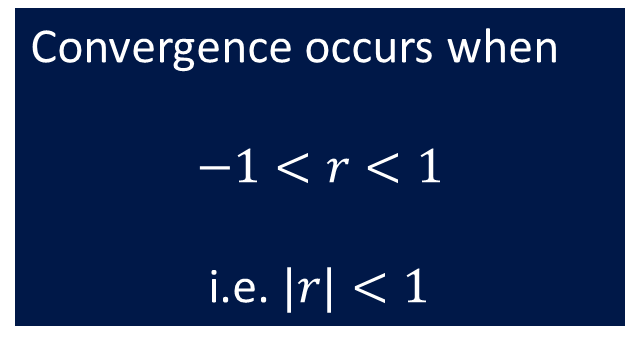 Convergence occurs when
−1 < 𝑟 < 1
i.e. |𝑟| < 1